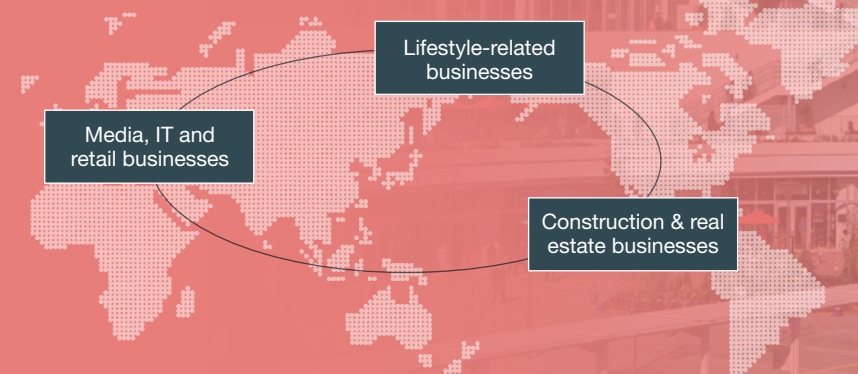 Lifestyle-related
businesses
Media, IT and
retail businesses
Construction & real
estate businesses